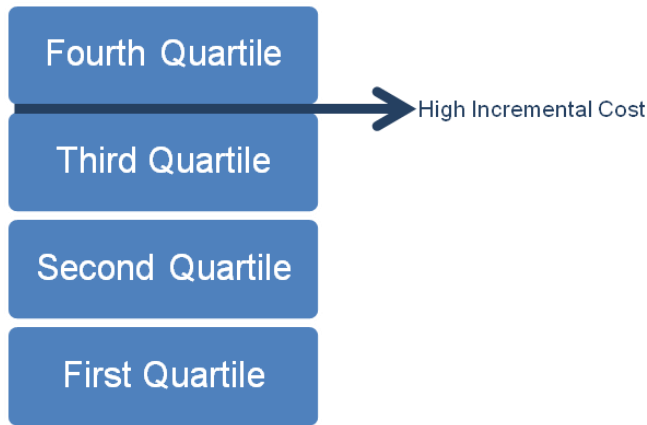 Fourth Quartile
High Incremental Cost
Third Quartile
Second Quartile
First Quartile